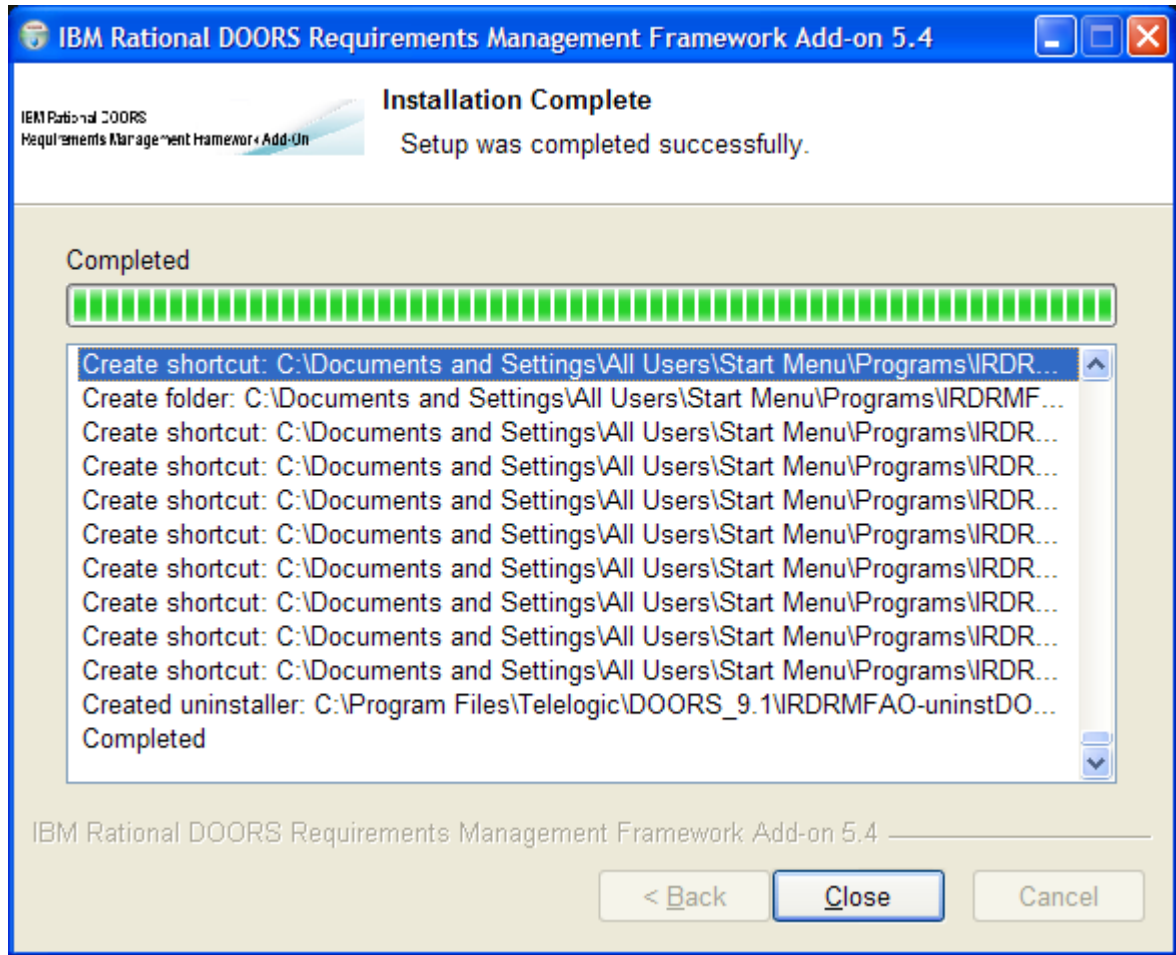 IBM Rational DOORS Requirements Management Framework Add-on 5.4
IBM Rational DOORS
Requirements Management Framework Add-On
Installation Complete
Setup was completed successfully.
Completed
Create shortcut: C:\Documents and Settings\All Users\Start Menu\Programs\IRDR...
Create folder: C:\Documents and Settings\All Users\Start Menu\Programs\IRDRMF...
Create shortcut: C:\Documents and Settings\All Users\Start Menu\Programs\IRDR...
Create shortcut: C:\Documents and Settings\All Users\Start Menu\Programs\IRDR...
Create shortcut: C:\Documents and Settings\All Users\Start Menu\Programs\IRDR...
Create shortcut: C:\Documents and Settings\All Users\Start Menu\Programs\IRDR...
Create shortcut: C:\Documents and Settings\All Users\Start Menu\Programs\IRDR...
Create shortcut: C:\Documents and Settings\All Users\Start Menu\Programs\IRDR...
Create shortcut: C:\Documents and Settings\All Users\Start Menu\Programs\IRDR...
Create shortcut: C:\Documents and Settings\All Users\Start Menu\Programs\IRDR...
Created uninstaller: C:\Program Files\Telelogic\DOORS_9.1\IRDRMFAO-uninstDO...
Completed
IBM Rational DOORS Requirements Management Framework Add-on 5.4
< Back
Close
Cancel